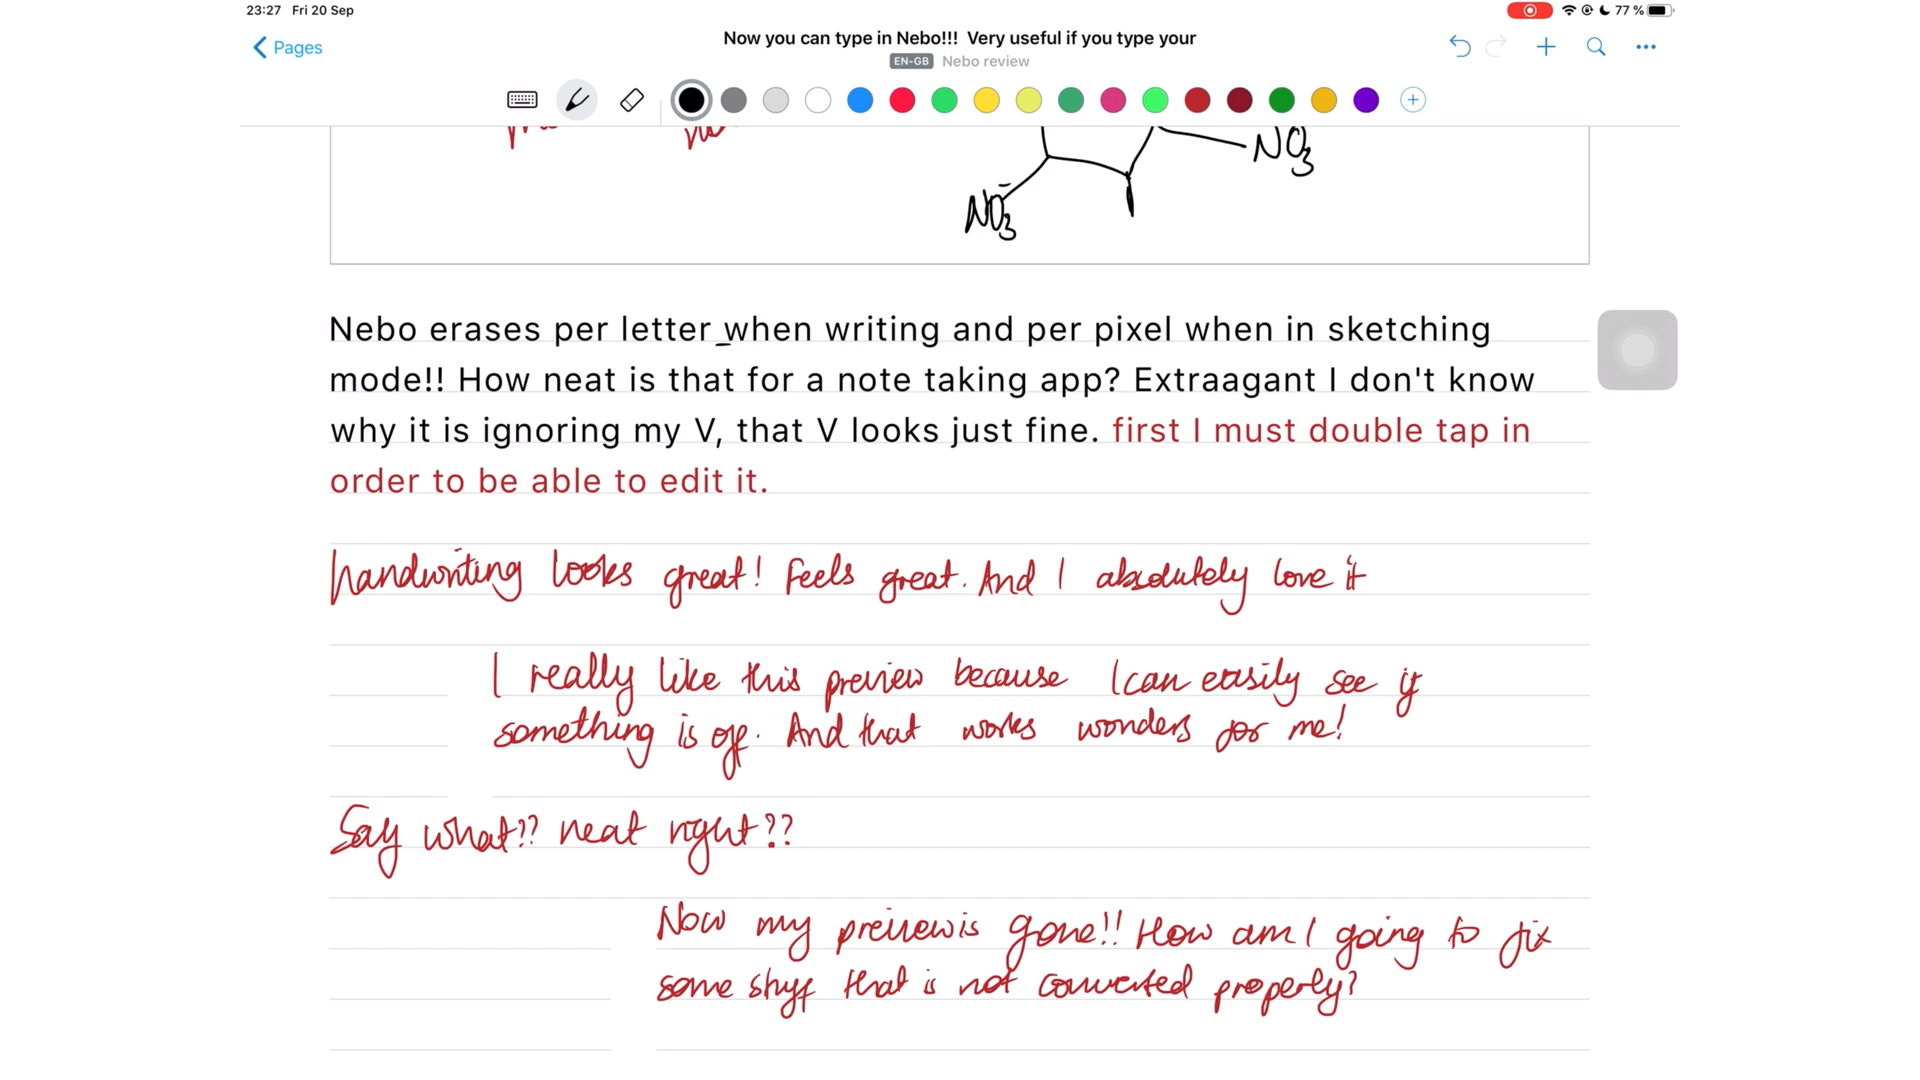 23:27 Fri 20 Sep
77 %
Pages
Now you can type in Nebo!!! Very useful if you type your
EN-GB Nebo review
NO3
NO3
Nebo erases per letter when writing and per pixel when in sketching
mode!! How neat is that for a note taking app? Extraagant I don't know
why it is ignoring my V, that V looks just fine. first I must double tap in
order to be able to edit it.
handwriting looks great! Feels great. And I absolutely love it
I really like this preview because I can easily see if
something is off. And that works wonders for me!
Say what?? neat right??
Now my preview is gone!! How am I going to fix
some stuff that is not converted properly?